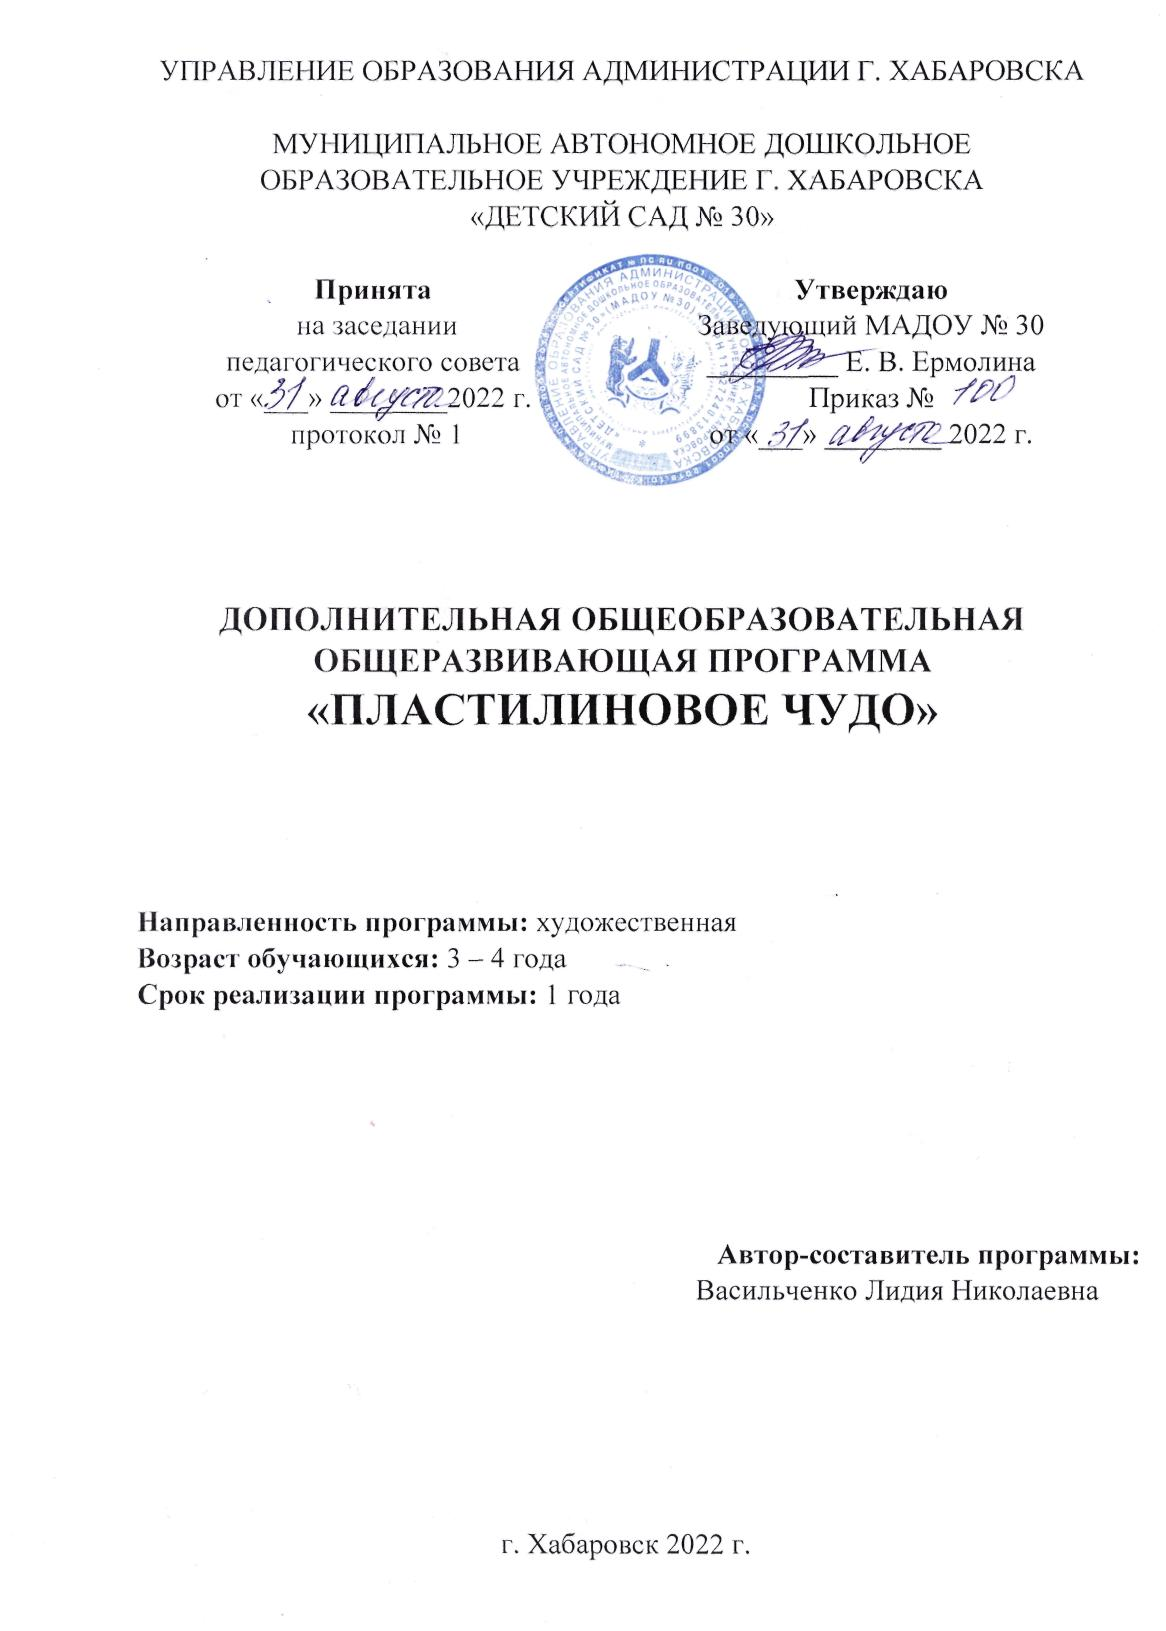 УПРАВЛЕНИЕ ОБРАЗОВАНИЯ АДМИНИСТРАЦИИ Г. ХАБАРОВСКА
МУНИЦИПАЛЬНОЕ АВТОНОМНОЕ ДОШКОЛЬНОЕ
ОБРАЗОВАТЕЛЬНОЕ УЧРЕЖДЕНИЕ Г. ХАБАРОВСКА
«ДЕТСКИЙ САД № 30»
Принята
на заседании
педагогического совета
от «31» августа 2022 г.
протокол № 1
Утверждаю
Заведующий МАДОУ № 30
Е. В. Ермолина
Приказ № 100
от «31» августа 2022 г.
ДОПОЛНИТЕЛЬНАЯ ОБЩЕОБРАЗОВАТЕЛЬНАЯ
ОБЩЕРАЗВИВАЮЩАЯ ПРОГРАММА
«ПЛАСТИЛИНОВОЕ ЧУДО»
Направленность программы: художественная
Возраст обучающихся: 3 – 4 года
Срок реализации программы: 1 года
Автор-составитель программы:
Васильченко Лидия Николаевна
г. Хабаровск 2022 г.